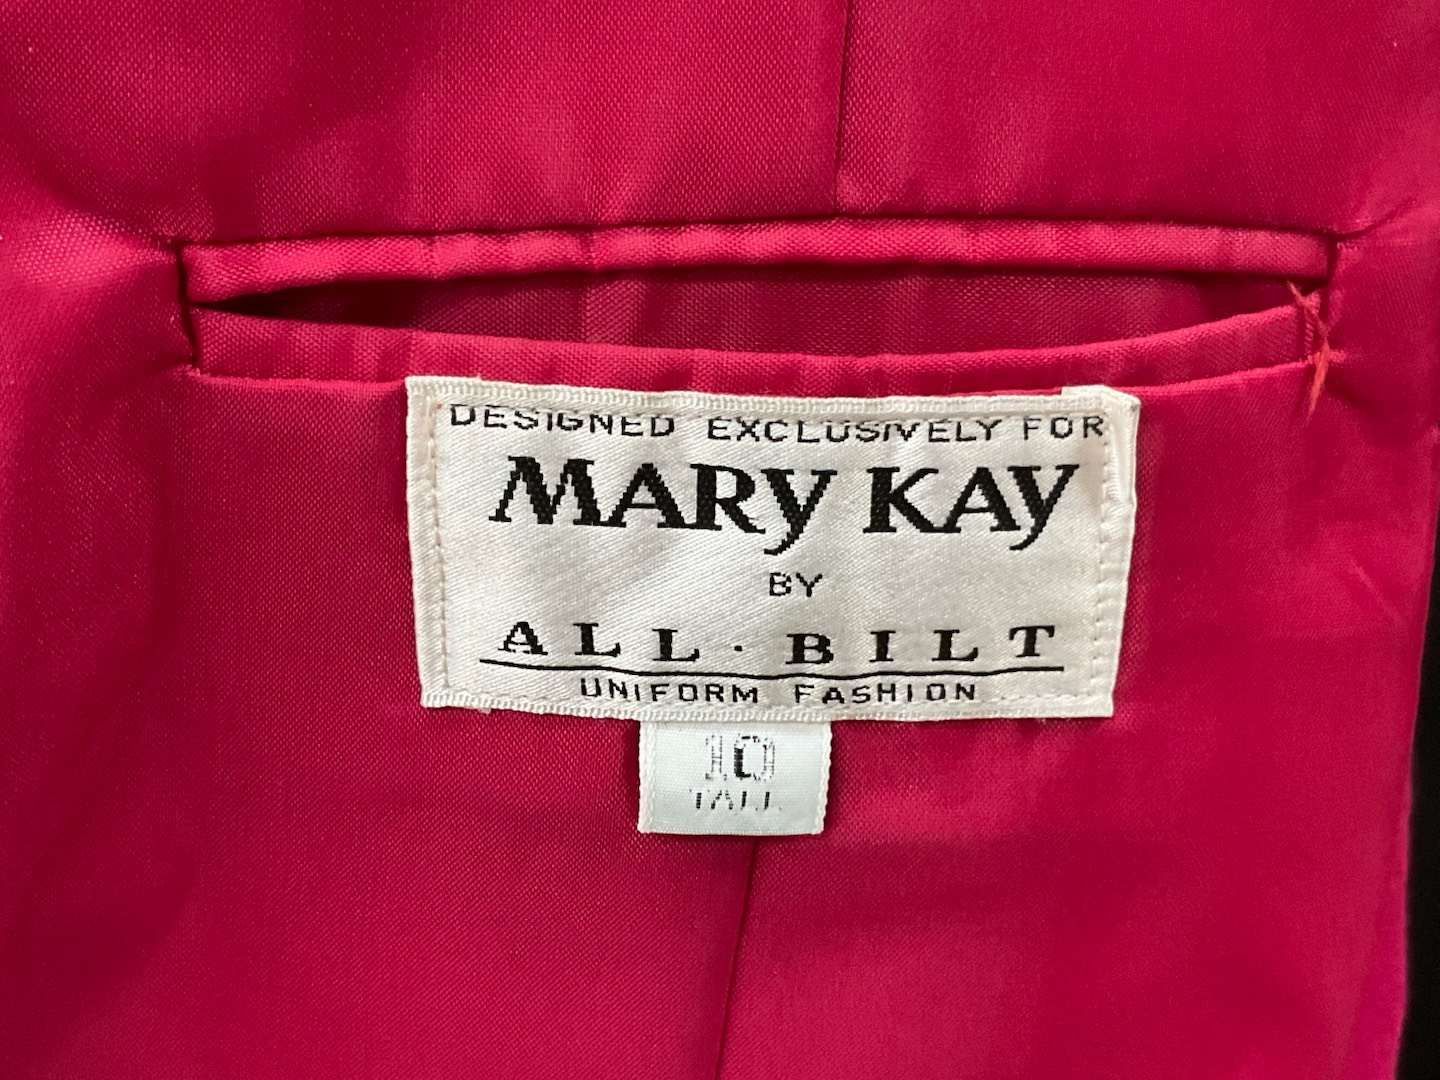 DESIGNED EXCLUSIVELY FOR
MARY KAY
BY
ALL·BILT
UNIFORM FASHION
10
TALL